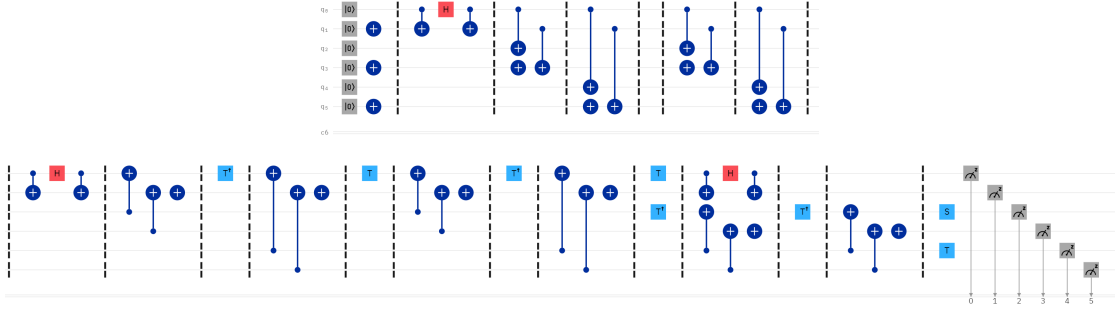 q0 |0⟩ H
q1 |0⟩
q2 |0⟩
q3 |0⟩
q4 |0⟩
q5 |0⟩
c6
H T† T T† T H z
z
T† T† S z
z
T z
z
0 1 2 3 4 5